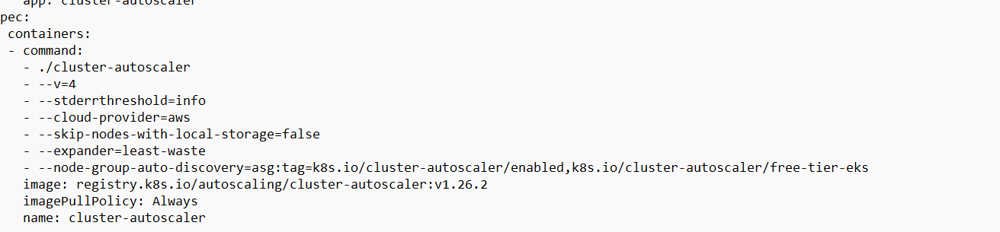 app: cluster-autoscaler
pec:
containers:
- command:
- ./cluster-autoscaler
- --v=4
- --stderrthreshold=info
- --cloud-provider=aws
- --skip-nodes-with-local-storage=false
- --expander=least-waste
- --node-group-auto-discovery=asg:tag=k8s.io/cluster-autoscaler/enabled,k8s.io/cluster-autoscaler/free-tier-eks
image: registry.k8s.io/autoscaling/cluster-autoscaler:v1.26.2
imagePullPolicy: Always
name: cluster-autoscaler